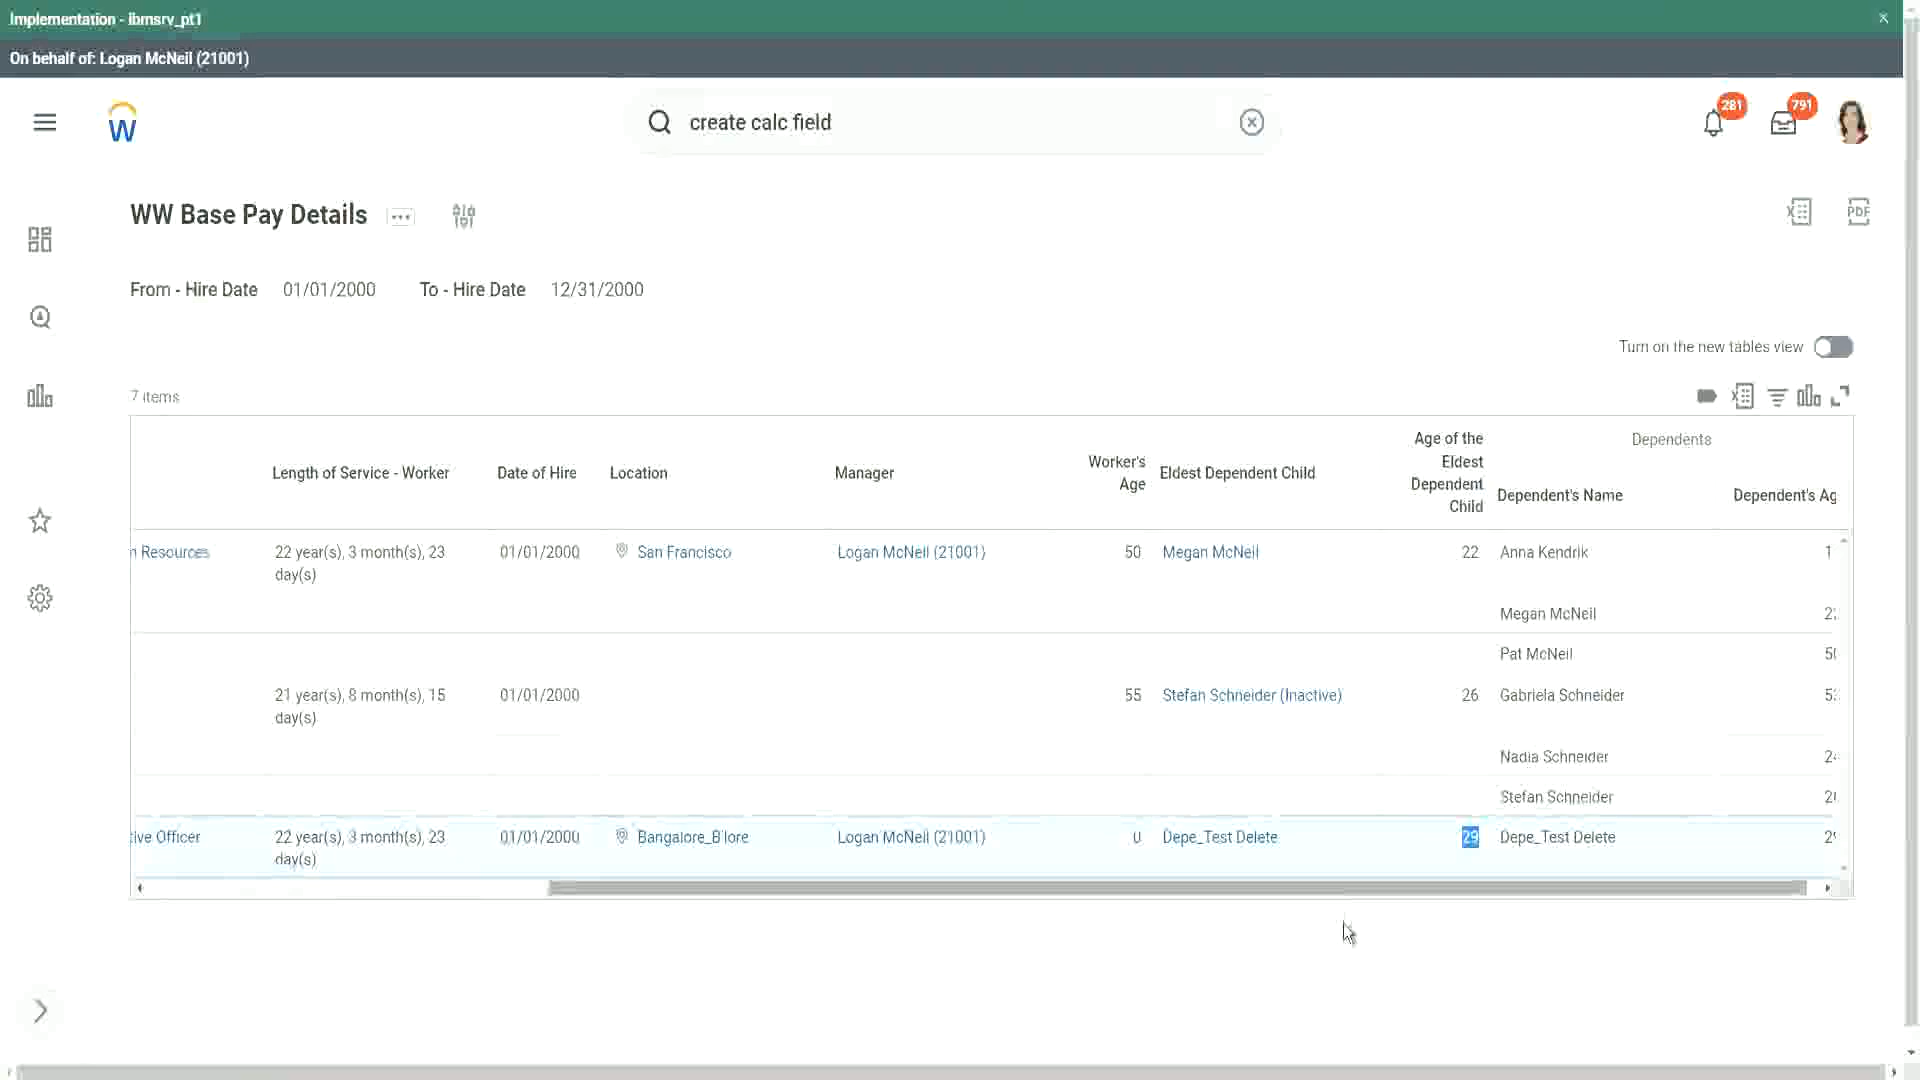 Implementation - ibmsrv_pt1
On behalf of: Logan McNeil (21001)
W
create calc field
281
791
WW Base Pay Details
PDF
From - Hire Date 01/01/2000 To - Hire Date 12/31/2000
Turn on the new tables view
7 items
Length of Service - Worker
Date of Hire
Location
Manager
Worker's
Age
Eldest Dependent Child
Age of the
Eldest
Dependent
Child
Dependents
Dependent's Name
Dependent's Ag
n Resources
22 year(s), 3 month(s), 23
day(s)
01/01/2000
San Francisco
Logan McNeil (21001)
50
Megan McNeil
22
Anna Kendrik
1
Megan McNeil
Pat McNeil
21 year(s), 8 month(s), 15
day(s)
01/01/2000
55
Stefan Schneider (Inactive)
26
Gabriela Schneider
Nadia Schneider
Stefan Schneider
tive Officer
22 year(s), 3 month(s), 23
day(s)
01/01/2000
Bangalore_B'lore
Logan McNeil (21001)
0
Depe_Test Delete
29
Depe_Test Delete